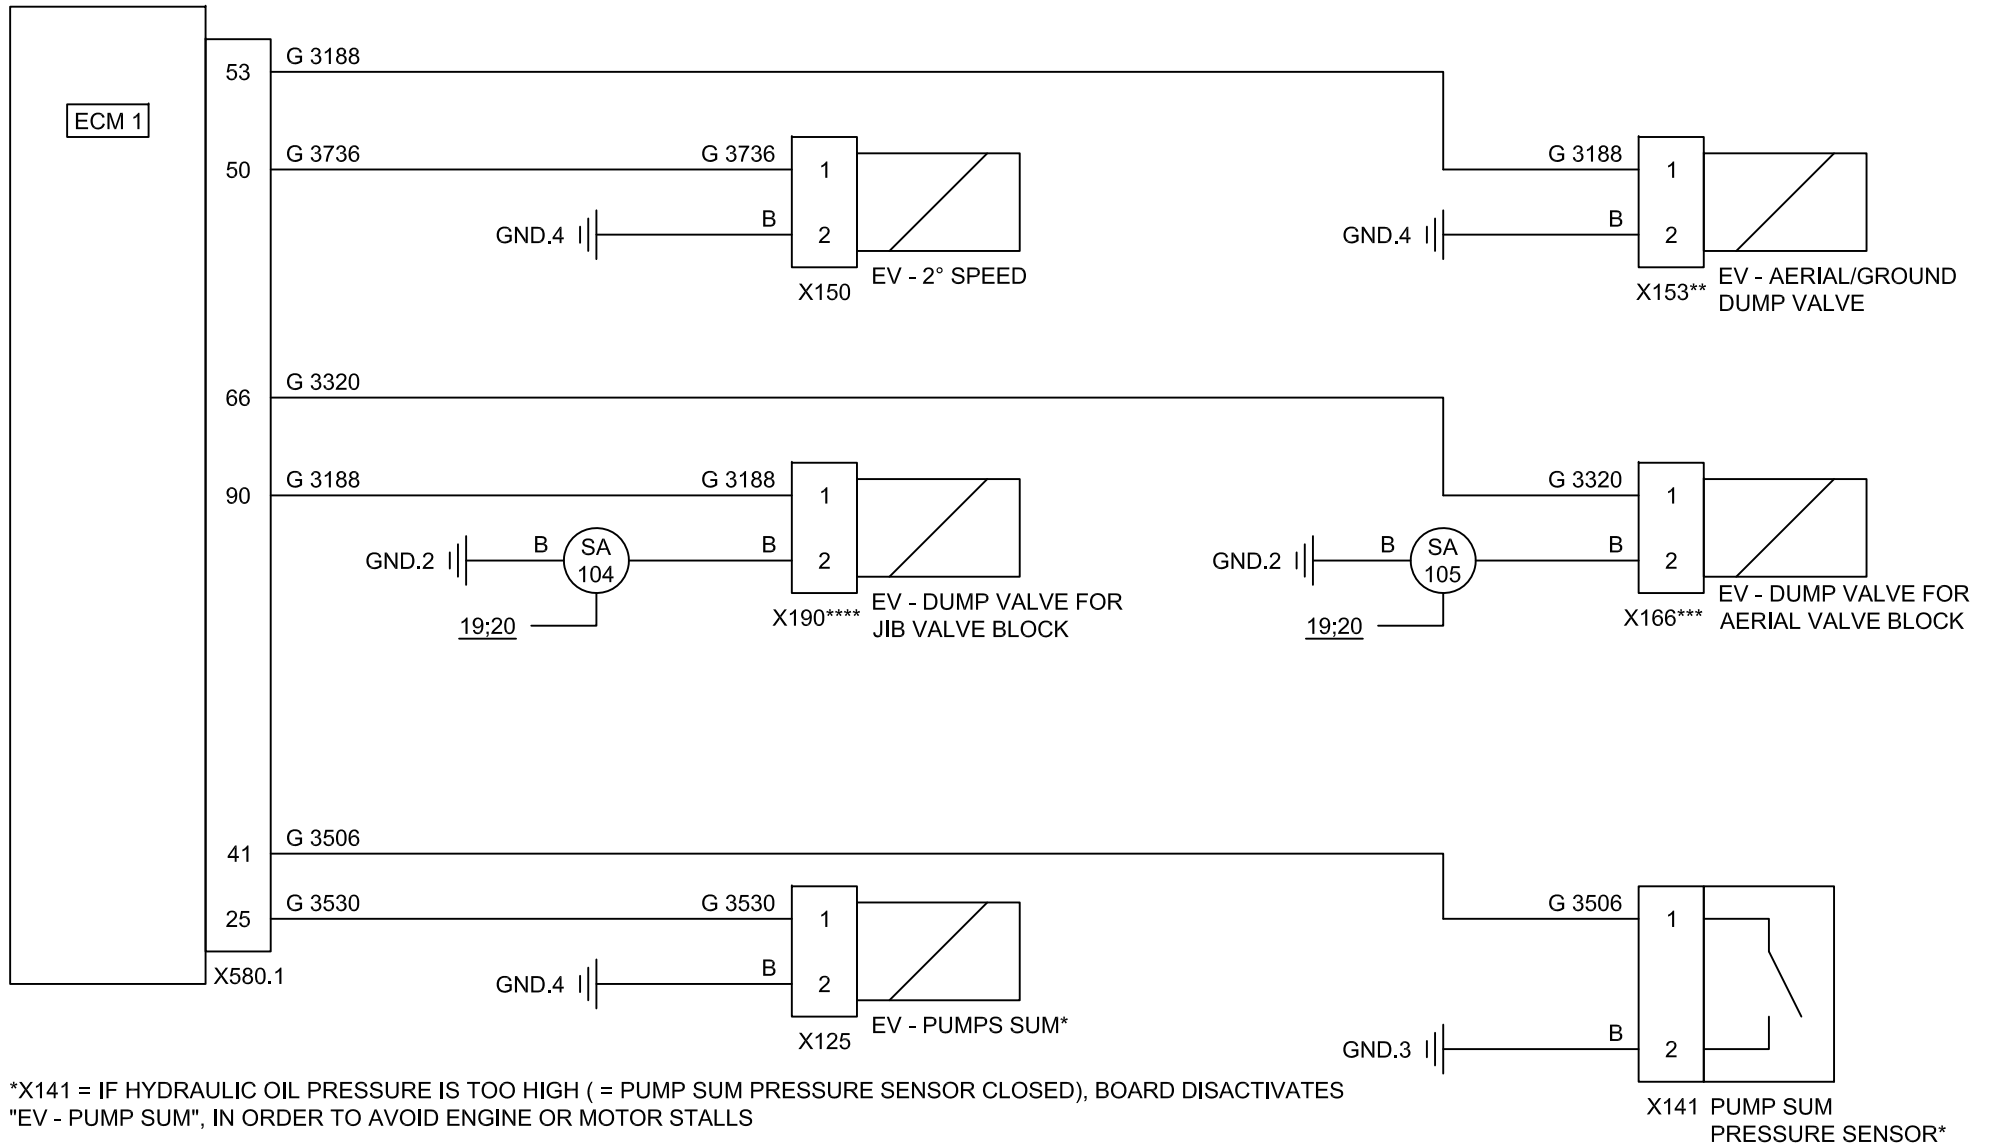 G 3188
53
ECM 1
G 3736
50
G 3736
1
G 3188
1
GND.4
B
2
GND.4
B
2
EV - 2° SPEED
X150
EV - AERIAL/GROUND
DUMP VALVE
X153**
G 3320
66
G 3188
90
G 3188
1
G 3320
1
GND.2
B
SA
104
B
2
GND.2
B
SA
105
B
2
19;20
X190****
EV - DUMP VALVE FOR
JIB VALVE BLOCK
19;20
X166***
EV - DUMP VALVE FOR
AERIAL VALVE BLOCK
G 3506
41
G 3530
25
G 3530
1
G 3506
1
X580.1
GND.4
B
2
EV - PUMPS SUM*
X125
GND.3
B
2
*X141 = IF HYDRAULIC OIL PRESSURE IS TOO HIGH ( = PUMP SUM PRESSURE SENSOR CLOSED), BOARD DISACTIVATES
"EV - PUMP SUM", IN ORDER TO AVOID ENGINE OR MOTOR STALLS
X141
PUMP SUM
PRESSURE SENSOR*